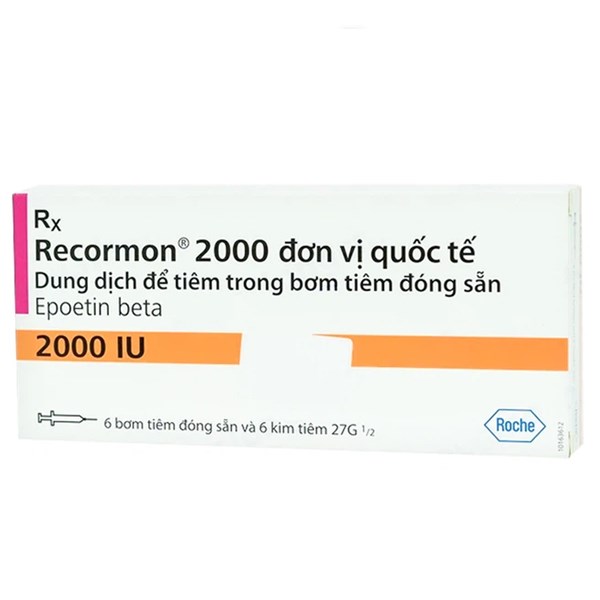 Rx
Recormon® 2000 đơn vị quốc tế
Dung dịch để tiêm trong bơm tiêm đóng sẵn
Epoetin beta
2000 IU
6 bơm tiêm đóng sẵn và 6 kim tiêm 27G 1/2
Roche
10163612